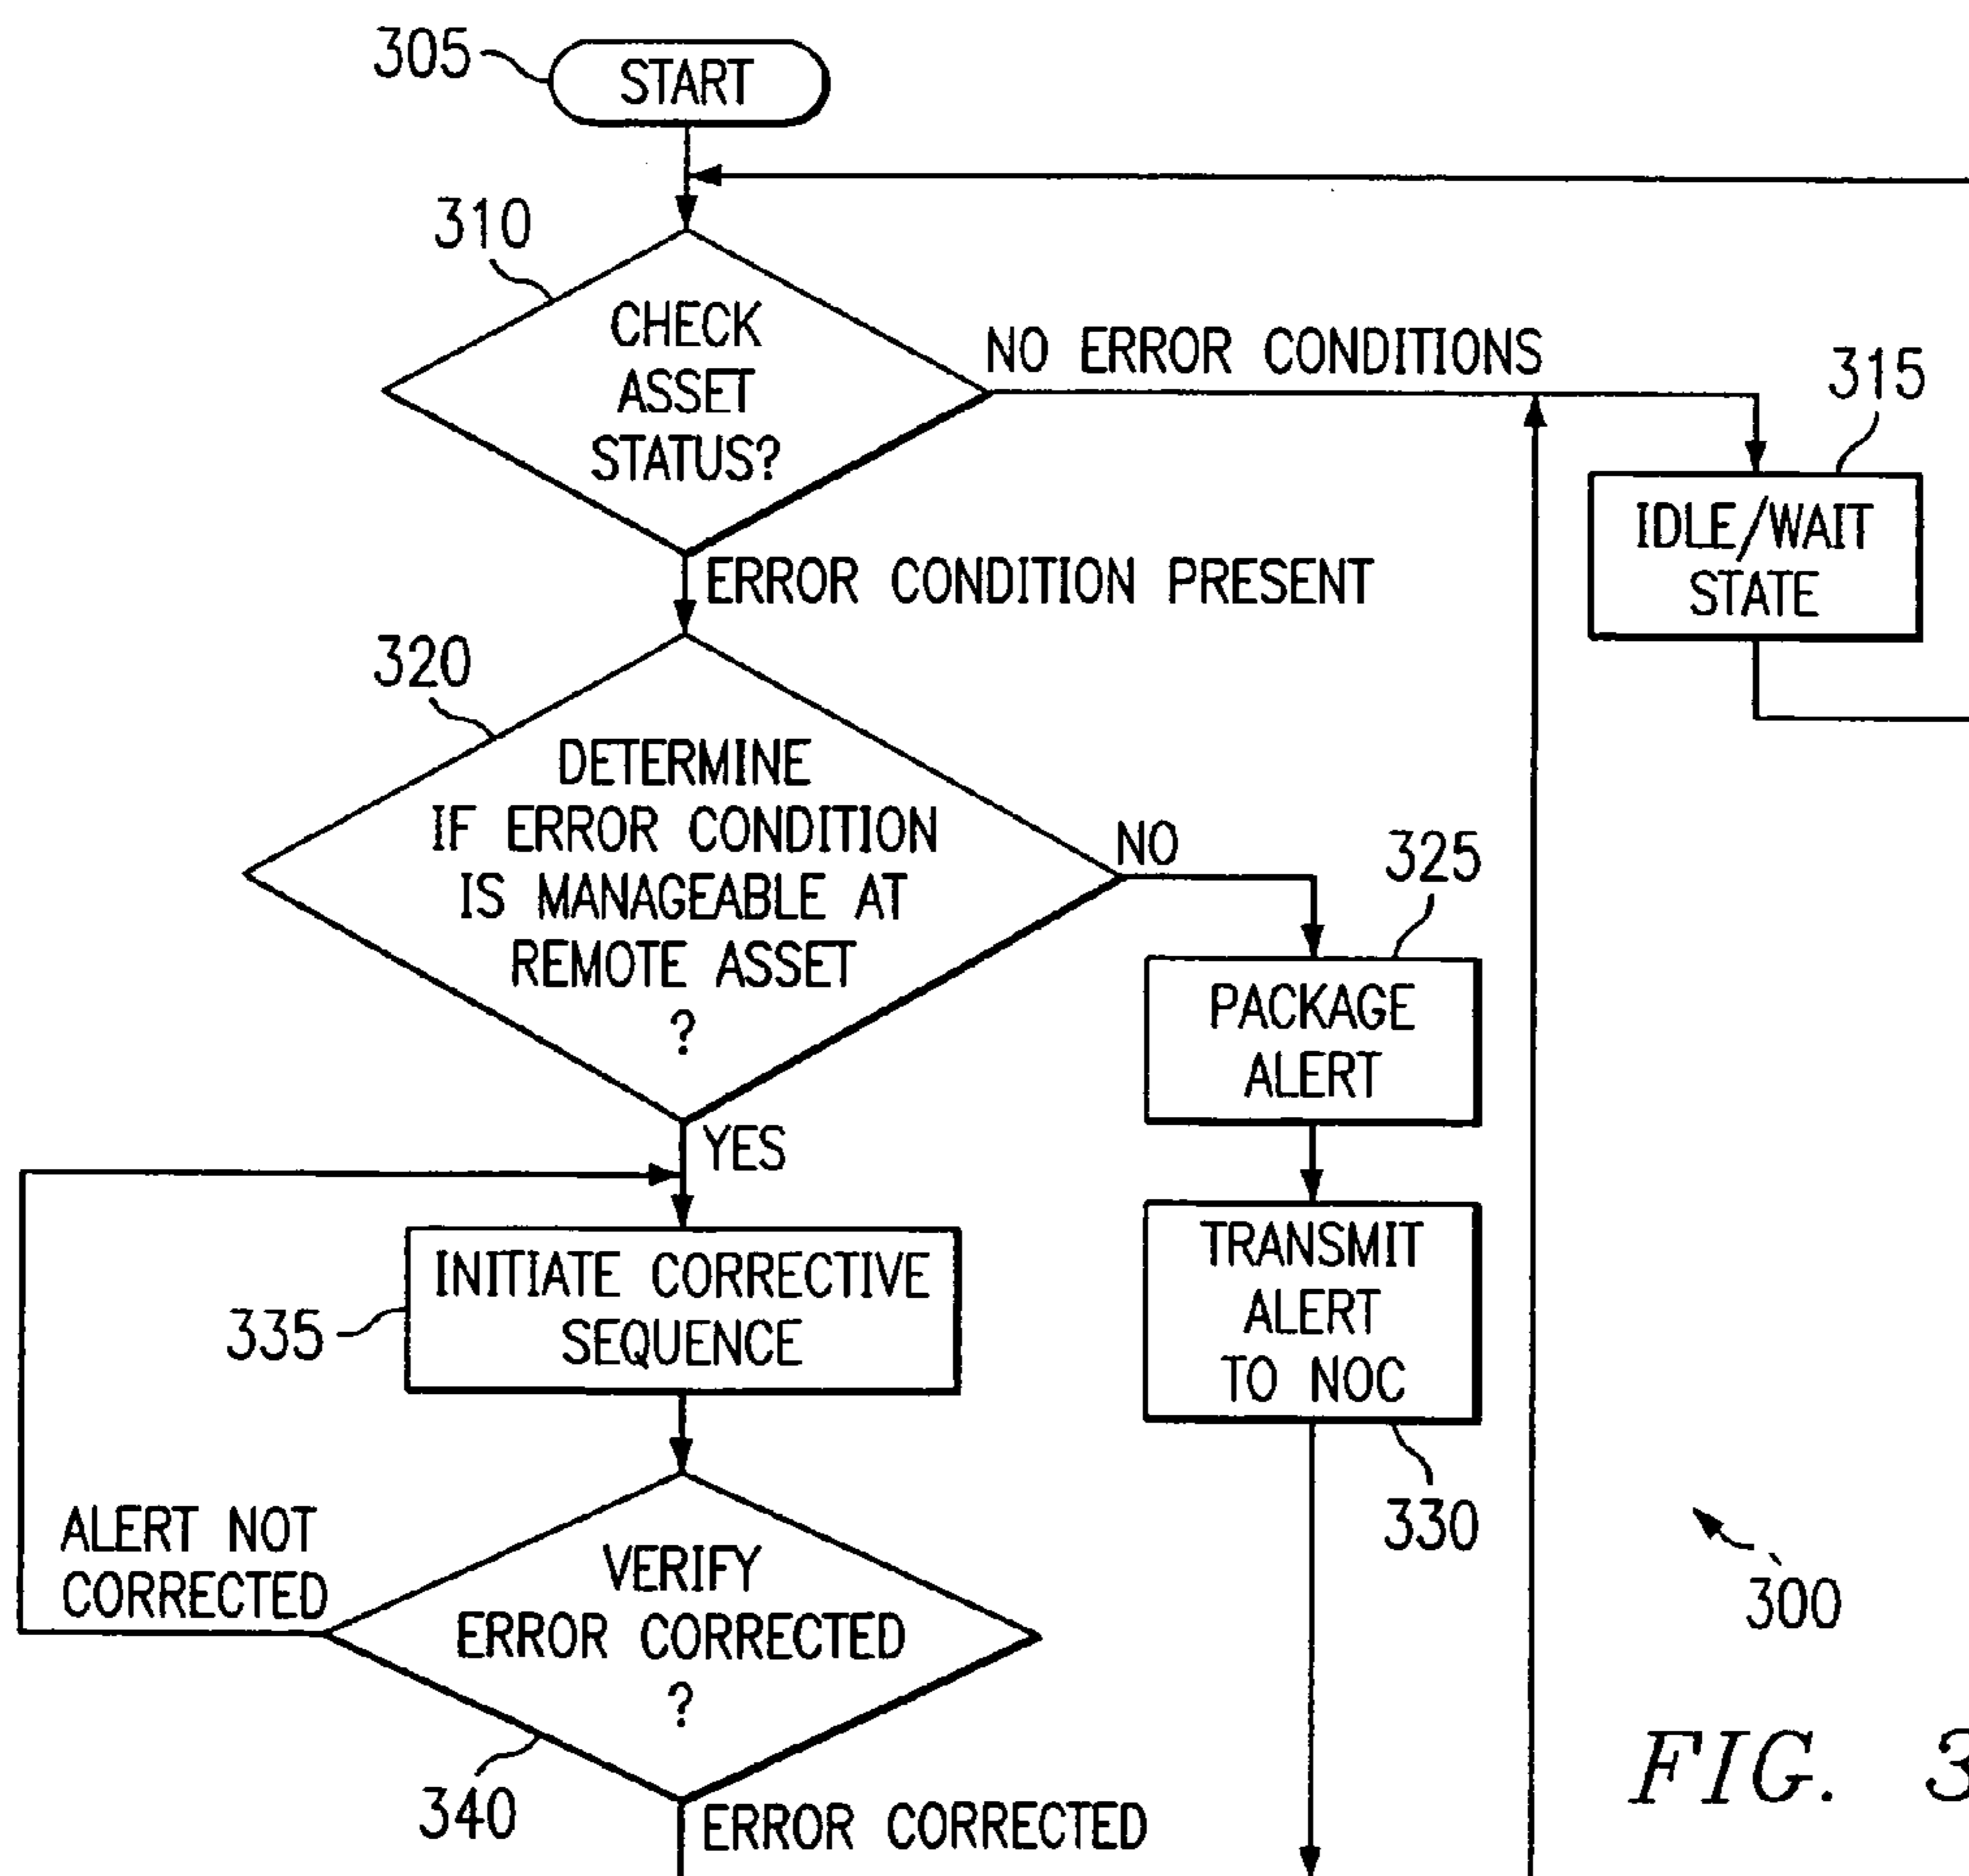 305
START
310
CHECK
ASSET
STATUS?
NO ERROR CONDITIONS
315
IDLE/WAIT
STATE
ERROR CONDITION PRESENT
320
DETERMINE
IF ERROR CONDITION
IS MANAGEABLE AT
REMOTE ASSET
?
NO
325
PACKAGE
ALERT
YES
335
INITIATE CORRECTIVE
SEQUENCE
TRANSMIT
ALERT
TO NOC
330
ALERT NOT
CORRECTED
VERIFY
ERROR CORRECTED
?
340
ERROR CORRECTED
300
FIG. 3